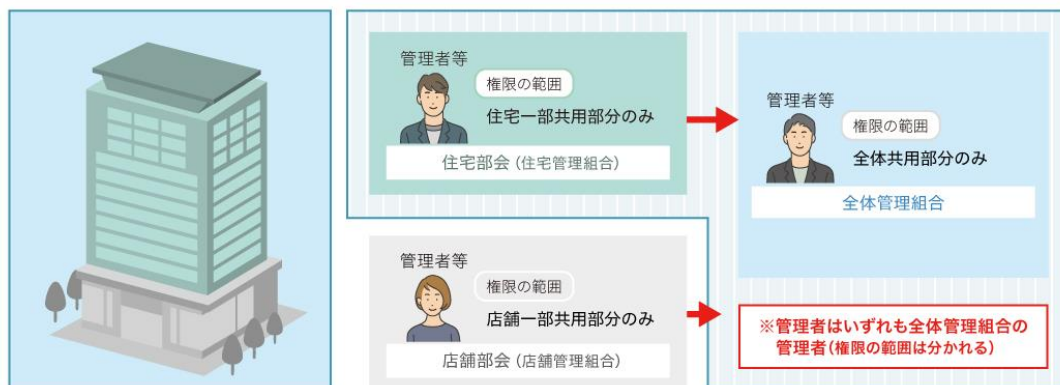 管理者等
権限の範囲
住宅一部共用部分のみ
住宅部会(住宅管理組合)
管理者等
権限の範囲
全体共用部分のみ
全体管理組合
管理者等
権限の範囲
店舗一部共用部分のみ
店舗部会(店舗管理組合)
※管理者はいずれも全体管理組合の
管理者(権限の範囲は分かれる)